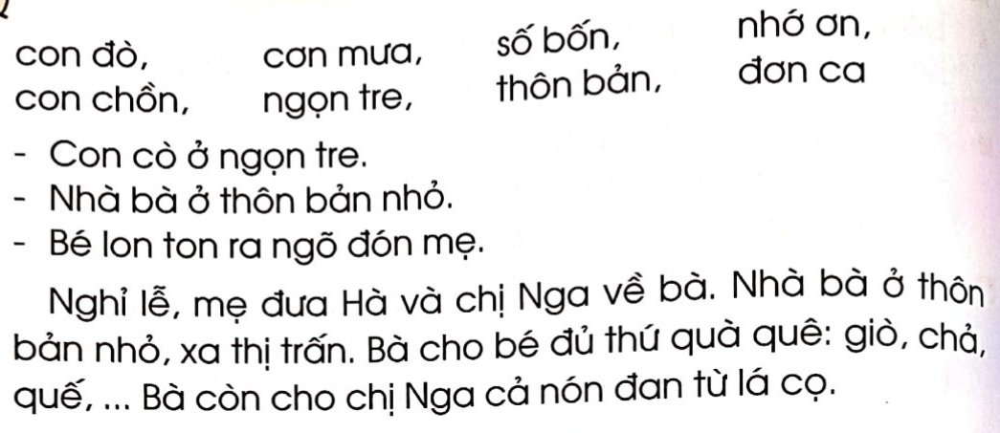 con đò, cơn mưa, số bốn, nhớ ơn,
con chồn, ngọn tre, thôn bản, đơn ca
- Con cò ở ngọn tre.
- Nhà bà ở thôn bản nhỏ.
- Bé lon ton ra ngõ đón mẹ.
Nghỉ lễ, mẹ đưa Hà và chị Nga về bà. Nhà bà ở thôn
bản nhỏ, xa thị trấn. Bà cho bé đủ thứ quà quê: giò, chả,
quế, ... Bà còn cho chị Nga cả nón đan từ lá cọ.